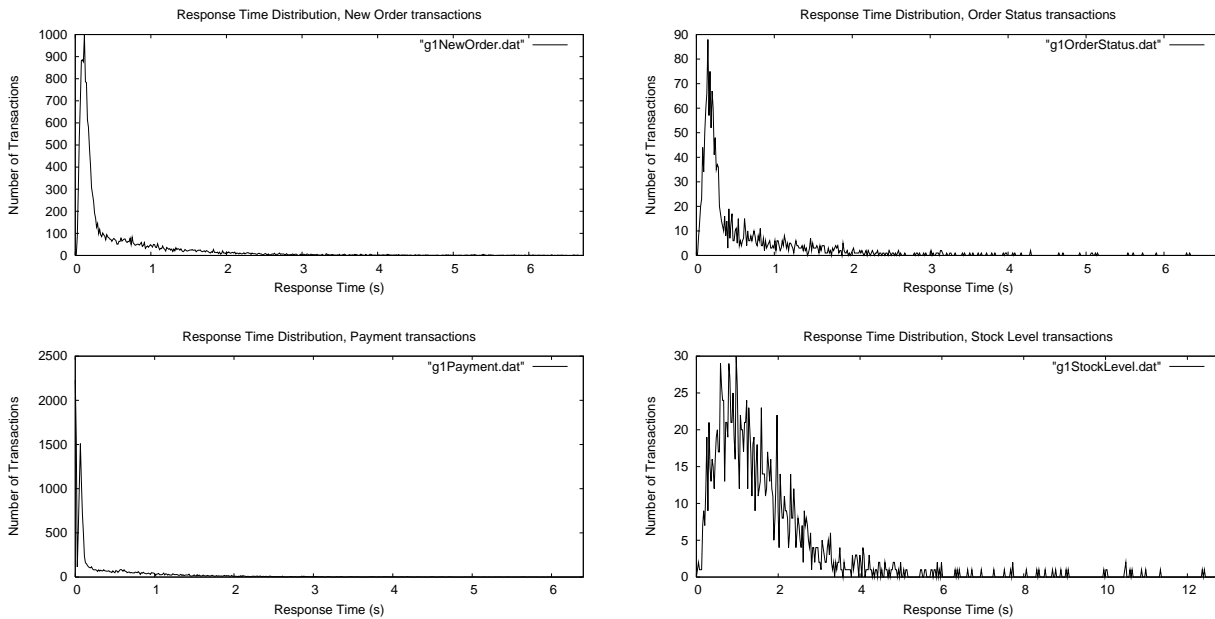 Response Time Distribution, New Order transactions
"g1NewOrder.dat"
Number of Transactions
1000
900
800
700
600
500
400
300
200
100
0
0 1 2 3 4 5 6
Response Time (s)
Response Time Distribution, Order Status transactions
"g1OrderStatus.dat"
Number of Transactions
90
80
70
60
50
40
30
20
10
0
0 1 2 3 4 5 6
Response Time (s)
Response Time Distribution, Payment transactions
"g1Payment.dat"
Number of Transactions
2500
2000
1500
1000
500
0
0 1 2 3 4 5 6
Response Time (s)
Response Time Distribution, Stock Level transactions
"g1StockLevel.dat"
Number of Transactions
30
25
20
15
10
5
0
0 2 4 6 8 10 12
Response Time (s)